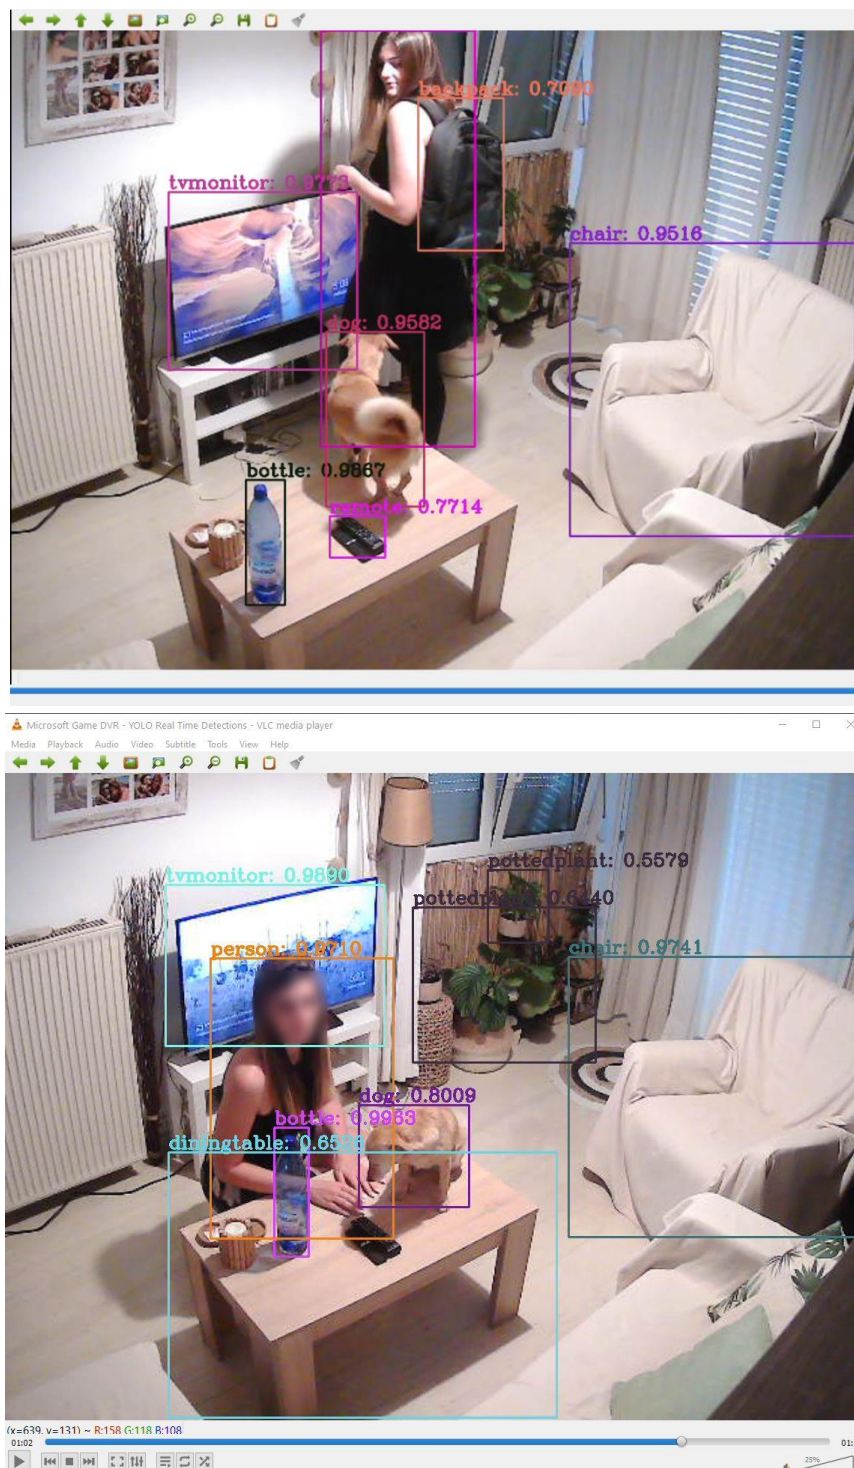 backpack: 0.7090
tvmonitor: 0.9773
chair: 0.9516
dog: 0.9582
bottle: 0.9867
remote: 0.7714
Microsoft Game DVR - YOLO Real Time Detections - VLC media player
Media Playback Audio Video Subtitle Tools View Help
pottedplant: 0.5579
tvmonitor: 0.9890
pottedplant:
person: 0.9710
chair: 0.9741
dog: 0.8009
bottle: 0.9983
diningtable:
(x=639, y=131) ~ R:158 G:118 B:108
01:02
25%